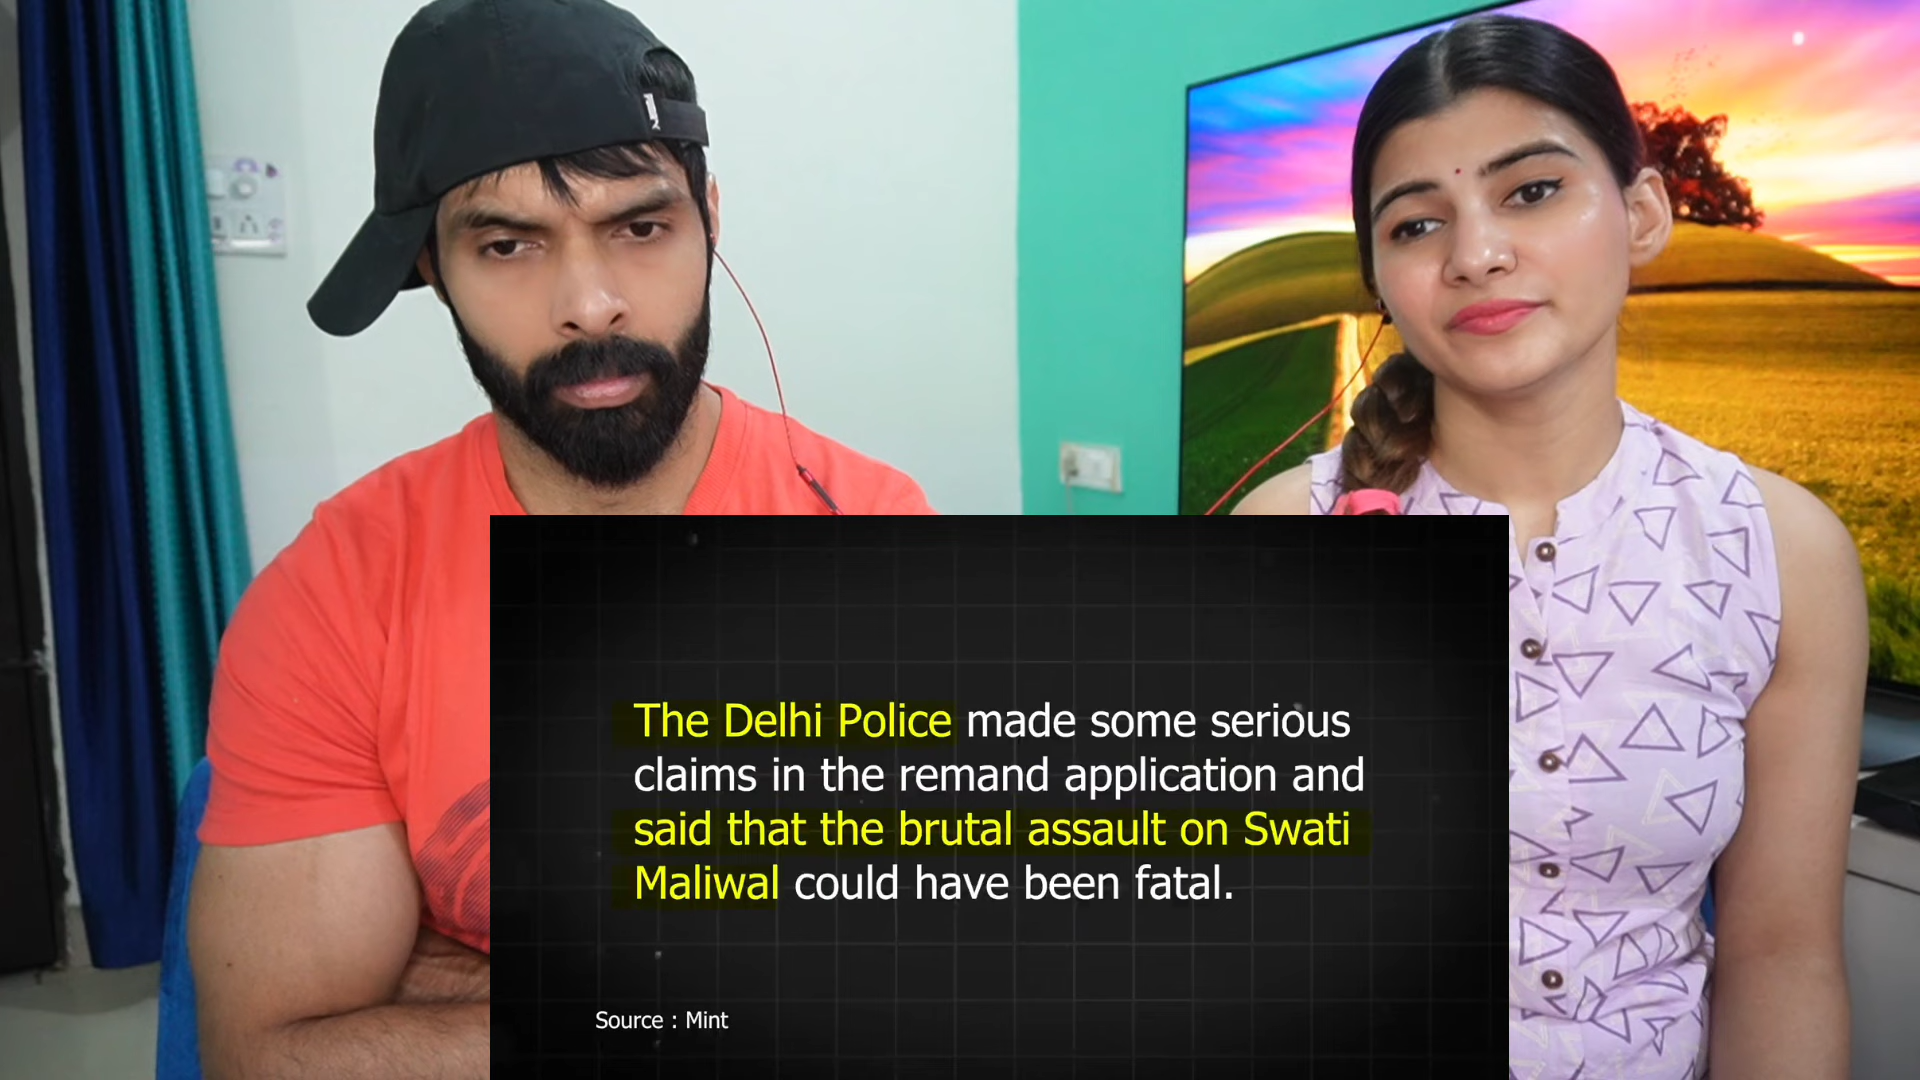 The Delhi Police made some serious
claims in the remand application and
said that the brutal assault on Swati
Maliwal could have been fatal.
Source : Mint